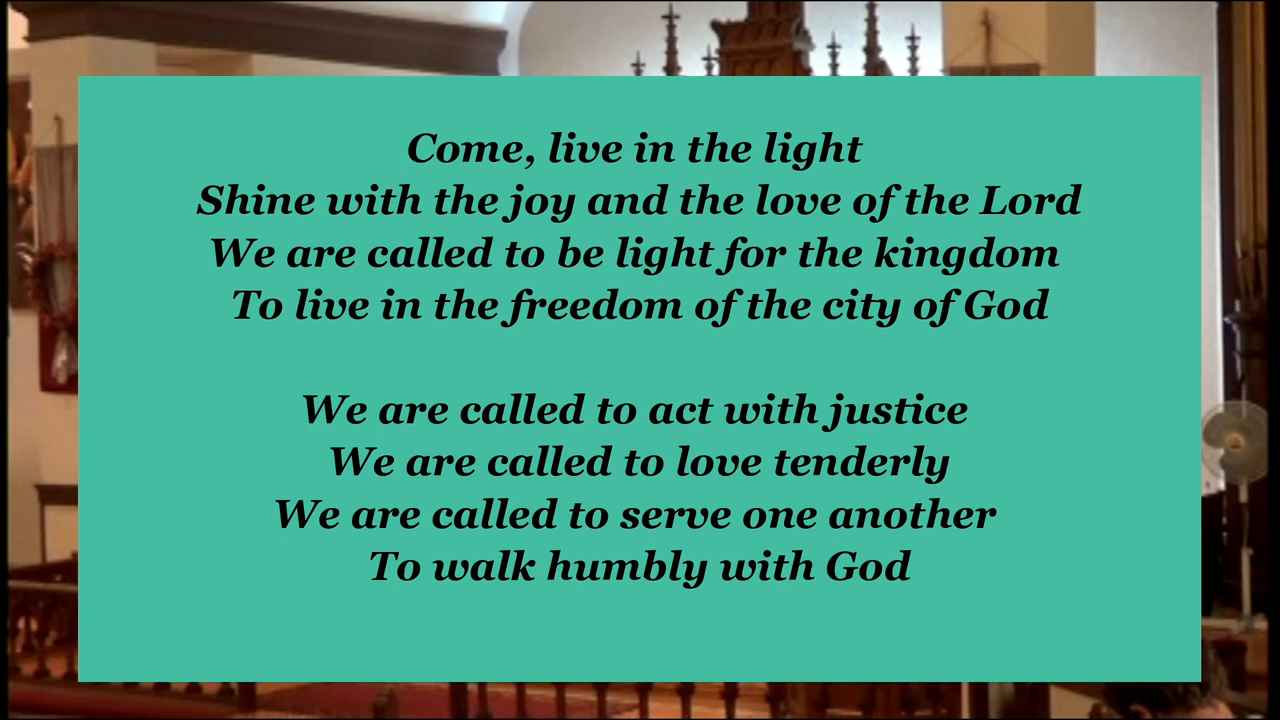 Come, live in the light
Shine with the joy and the love of the Lord
We are called to be light for the kingdom
To live in the freedom of the city of God
We are called to act with justice
We are called to love tenderly
We are called to serve one another
To walk humbly with God